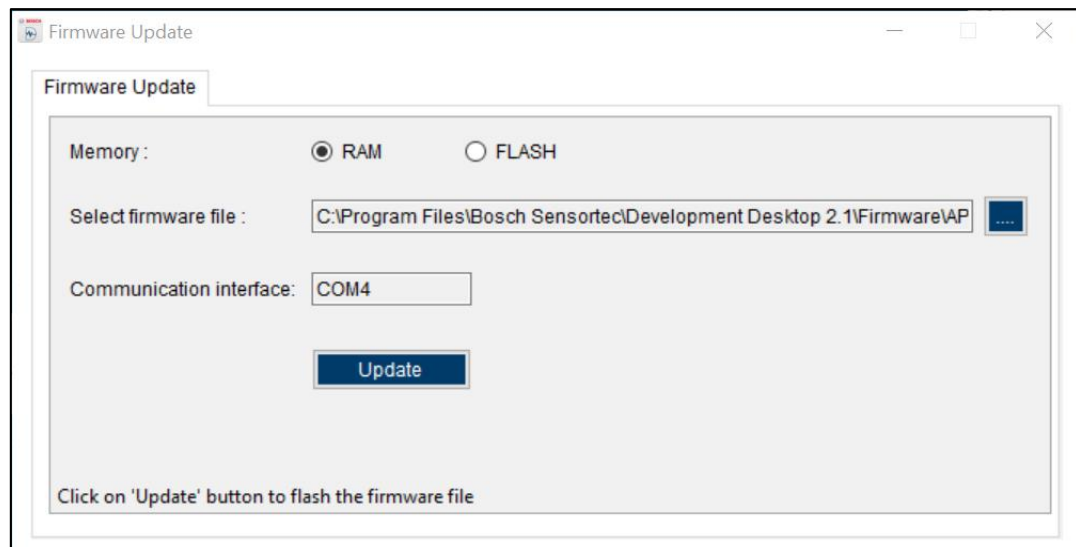 BOSCH
Firmware Update
Firmware Update
Memory : RAM FLASH
Select firmware file : C:\Program Files\Bosch Sensortec\Development Desktop 2.1\Firmware\AP ....
Communication interface: COM4
Update
Click on 'Update' button to flash the firmware file